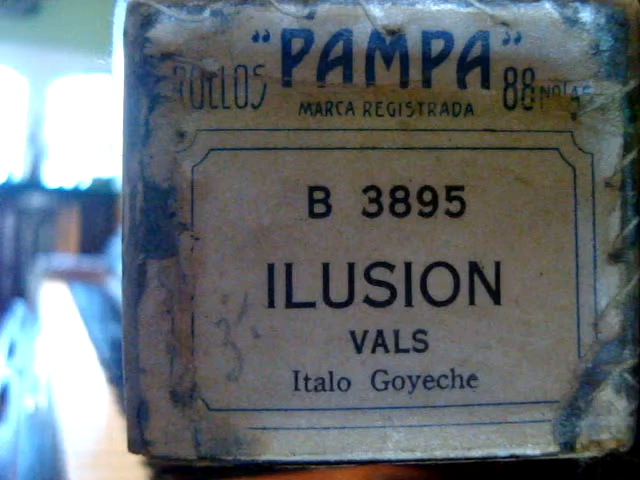 "PAMPA"
ROLLOS 88 NOTAS
MARCA REGISTRADA
B 3895
ILUSION
VALS
Italo Goyeche